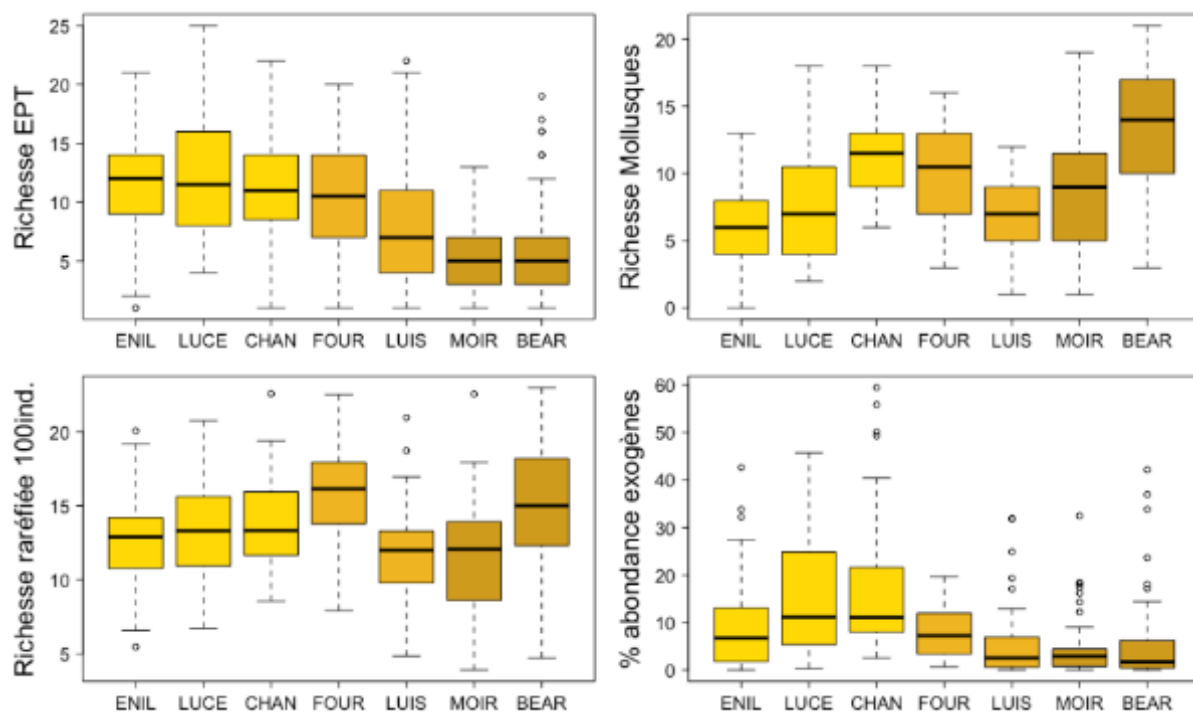 Richesse EPT
25
20
15
10
5
ENIL LUCE CHAN FOUR LUIS MOIR BEAR
Richesse Mollusques
20
15
10
5
0
ENIL LUCE CHAN FOUR LUIS MOIR BEAR
Richesse raréfiée 100ind.
20
15
10
5
ENIL LUCE CHAN FOUR LUIS MOIR BEAR
% abondance exogènes
60
50
40
30
20
10
0
ENIL LUCE CHAN FOUR LUIS MOIR BEAR